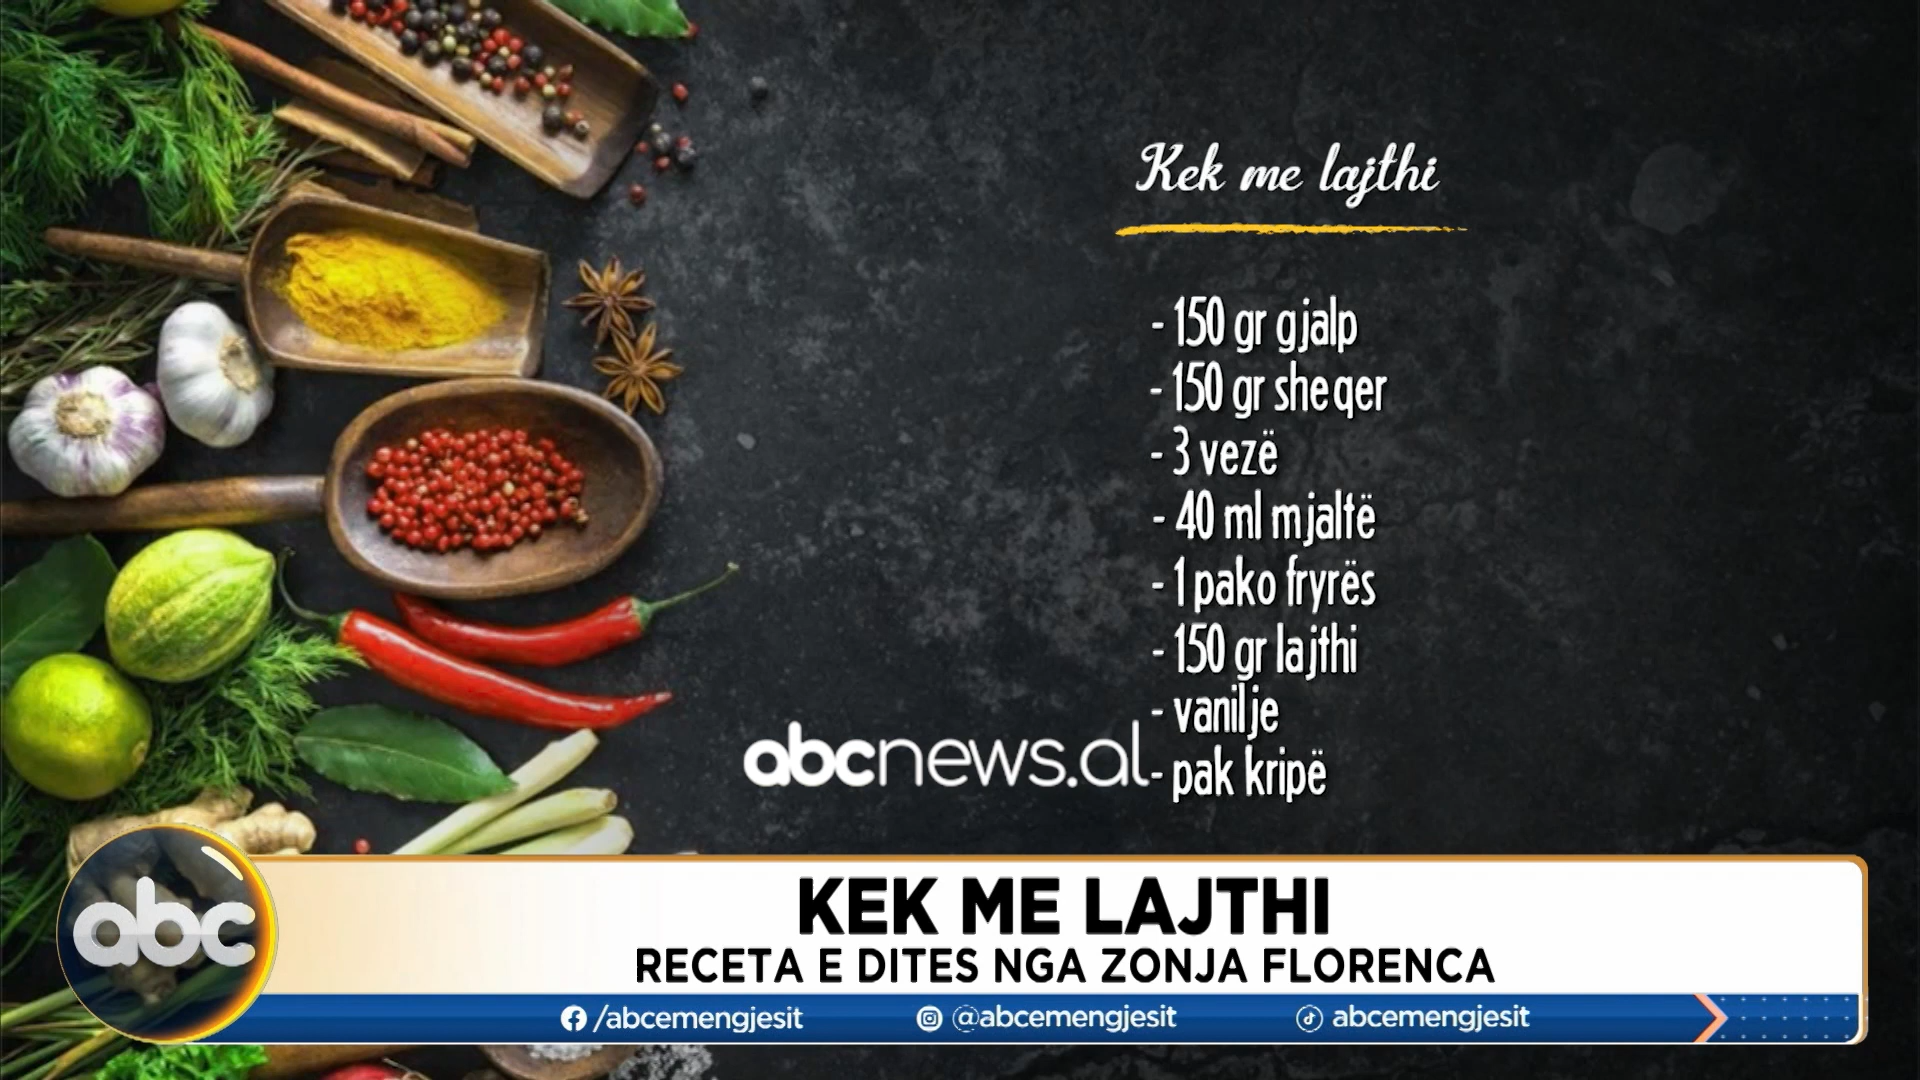 Kek me lajthi
- 150 gr gjalp
- 150 gr sheqer
- 3 vezë
- 40 ml mjaltë
- 1 pako fryrës
- 150 gr lajthi
- vanilje
- pak kripë
abcnews.al
abc
KEK ME LAJTHI
RECETA E DITES NGA ZONJA FLORENCA
/abcemengjesit @abcemengjesit abcemengjesit